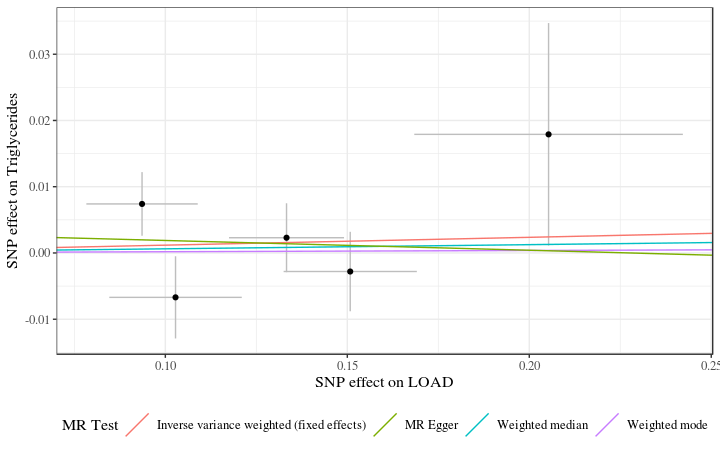 SNP effect on Triglycerides
0.03
0.02
0.01
0.00
-0.01
0.10
0.15
0.20
0.25
SNP effect on LOAD
MR Test
Inverse variance weighted (fixed effects)
MR Egger
Weighted median
Weighted mode